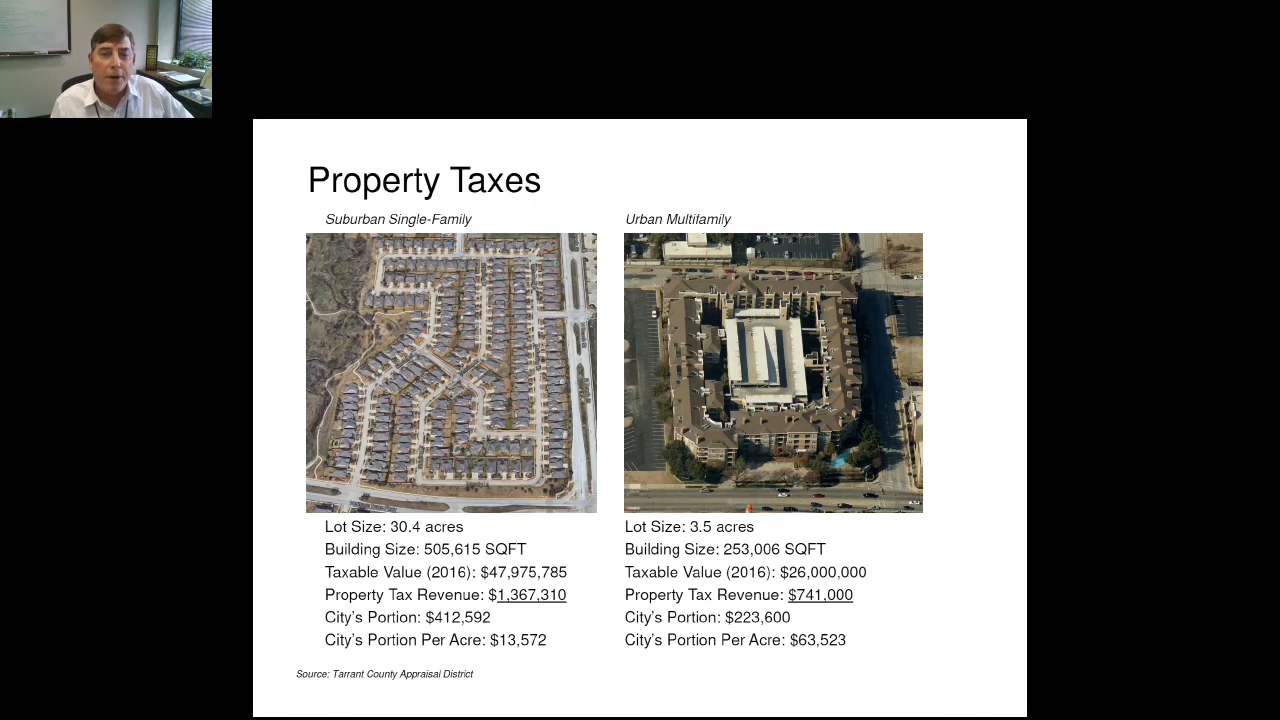 Property Taxes
Suburban Single-Family
Urban Multifamily
Lot Size: 30.4 acres
Building Size: 505,615 SQFT
Taxable Value (2016): $47,975,785
Property Tax Revenue: $1,367,310
City's Portion: $412,592
City's Portion Per Acre: $13,572
Lot Size: 3.5 acres
Building Size: 253,006 SQFT
Taxable Value (2016): $26,000,000
Property Tax Revenue: $741,000
City's Portion: $223,600
City's Portion Per Acre: $63,523
Source: Tarrant County Appraisal District